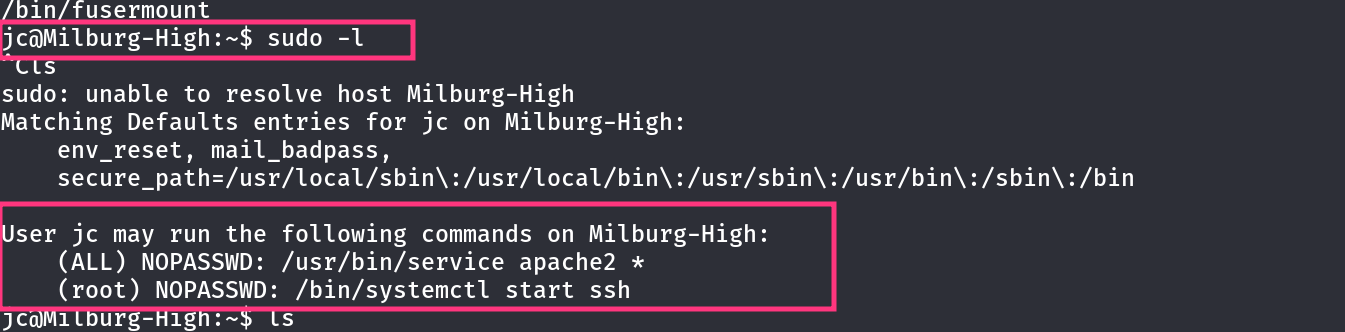 /bin/fusermount
jc@Milburg-High:~$ sudo -l
^Cls
sudo: unable to resolve host Milburg-High
Matching Defaults entries for jc on Milburg-High:
    env_reset, mail_badpass,
    secure_path=/usr/local/sbin\:/usr/local/bin\:/usr/sbin\:/usr/bin\:/sbin\:/bin

User jc may run the following commands on Milburg-High:
    (ALL) NOPASSWD: /usr/bin/service apache2 *
    (root) NOPASSWD: /bin/systemctl start ssh
jc@Milburg-High:~$ ls